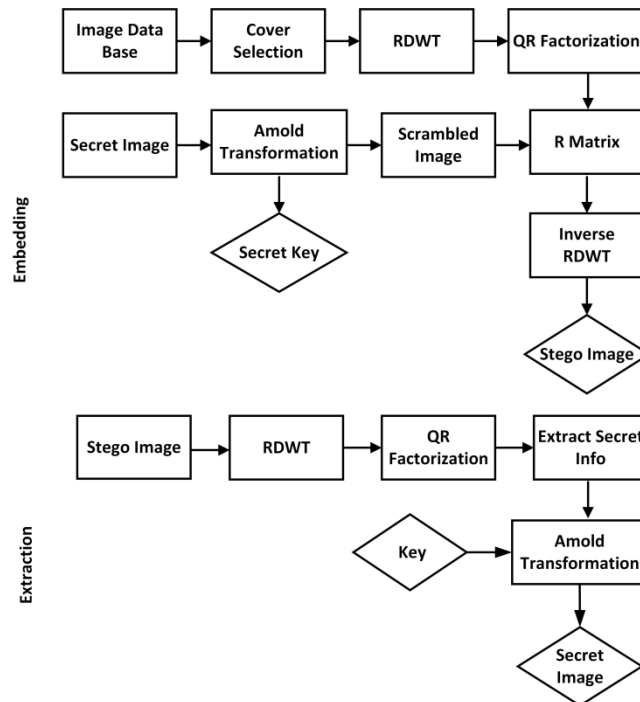 Image Data
Base
Cover
Selection
RDWT
QR Factorization
Secret Image
Amold
Transformation
Scrambled
Image
R Matrix
Secret Key
Inverse
RDWT
Stego Image
Embedding
Stego Image
RDWT
QR
Factorization
Extract Secret
Info
Key
Amold
Transformation
Secret
Image
Extraction